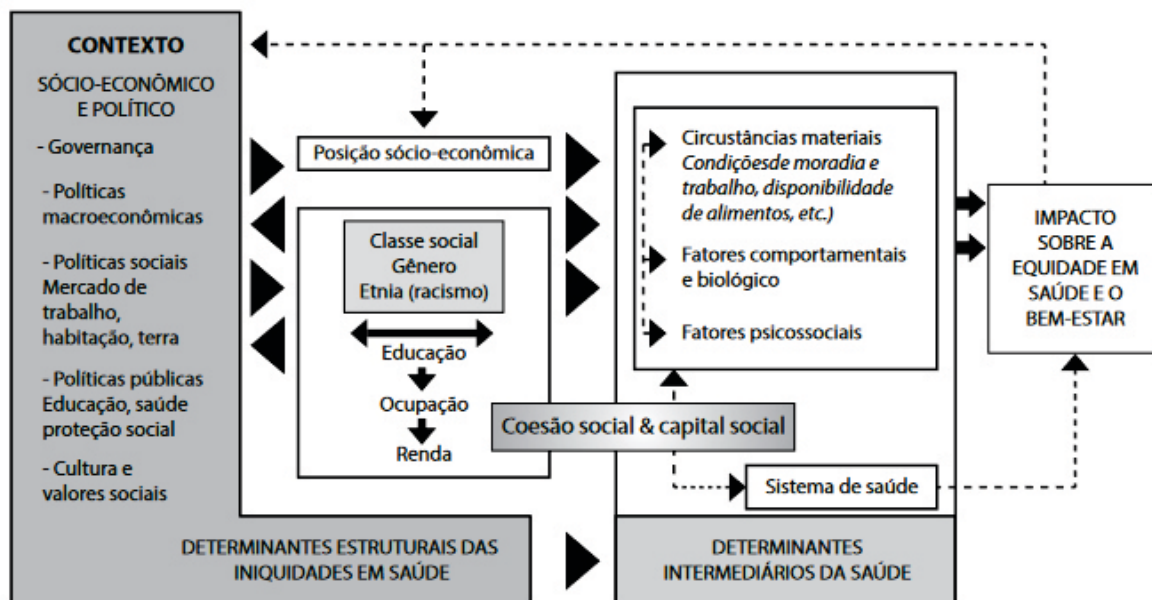 CONTEXTO
SÓCIO-ECONÔMICO
E POLÍTICO
- Governança
- Políticas
macroeconômicas
- Políticas sociais
Mercado de
trabalho,
habitação, terra
- Políticas públicas
Educação, saúde
proteção social
- Cultura e
valores sociais
Posição sócio-econômica
Classe social
Gênero
Etnia (racismo)
Educação
Ocupação
Renda
Coesão social & capital social
Circustâncias materiais
Condiçõesde moradia e
trabalho, disponibilidade
de alimentos, etc.)
Fatores comportamentais
e biológico
Fatores psicossociais
Sistema de saúde
IMPACTO
SOBRE A
EQUIDADE EM
SAÚDE E O
BEM-ESTAR
DETERMINANTES ESTRUTURAIS DAS
INIQUIDADES EM SAÚDE
DETERMINANTES
INTERMEDIÁRIOS DA SAÚDE